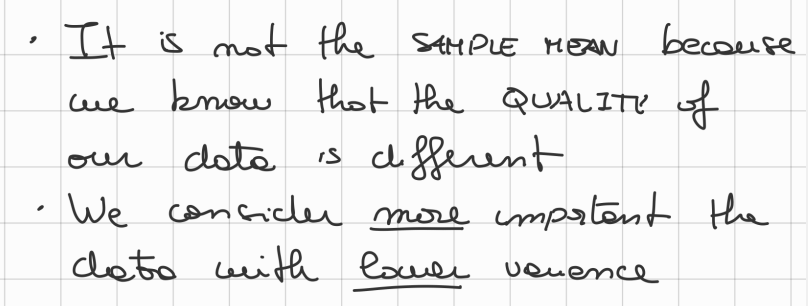 · It is not the SAMPLE MEAN because
we know that the QUALITY of
our data is different
· We consider more important the
data with lower variance